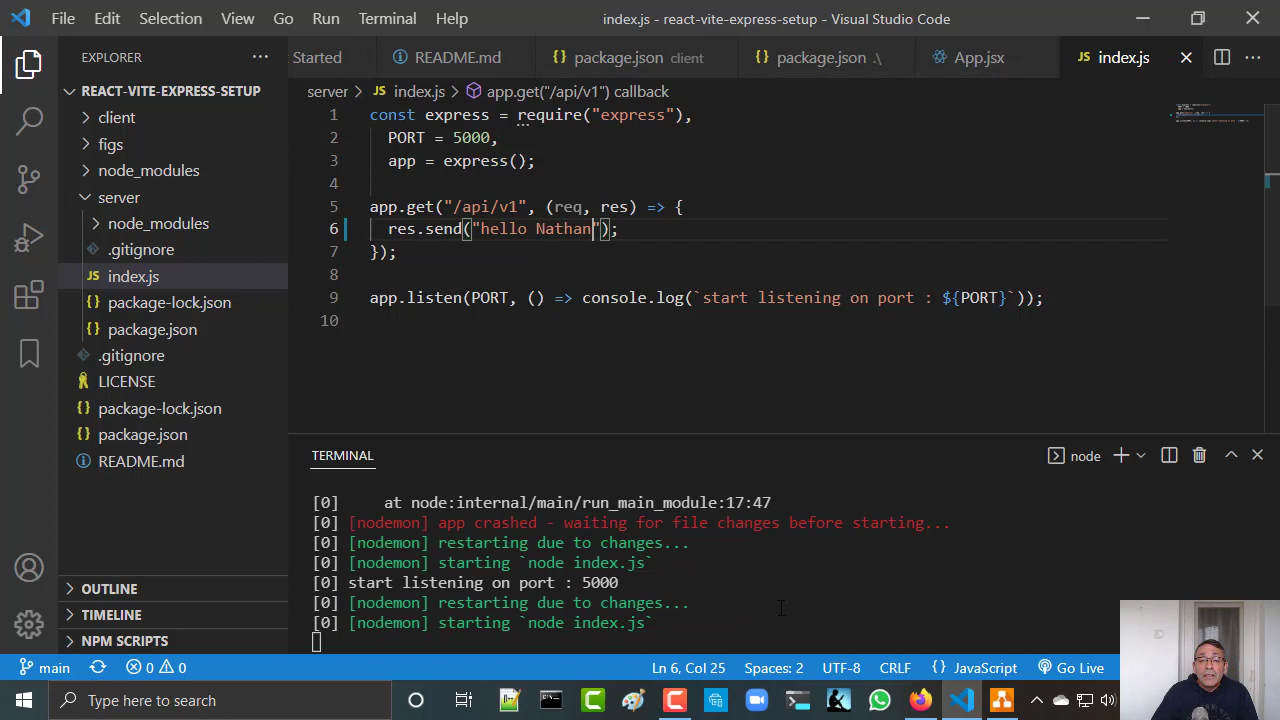 File Edit Selection View Go Run Terminal Help
index.js - react-vite-express-setup - Visual Studio Code
EXPLORER
Started README.md package.json client package.json .\ App.jsx index.js
REACT-VITE-EXPRESS-SETUP
client
figs
node_modules
server
node_modules
.gitignore
index.js
package-lock.json
package.json
.gitignore
LICENSE
package-lock.json
package.json
README.md
OUTLINE
TIMELINE
NPM SCRIPTS
server > index.js > app.get("/api/v1") callback
1 const express = require("express"),
2 PORT = 5000,
3 app = express();
4
5 app.get("/api/v1", (req, res) => {
6 res.send("hello Nathan");
7 });
8
9 app.listen(PORT, () => console.log(`start listening on port : ${PORT}`));
10
TERMINAL
node
[0] at node:internal/main/run_main_module:17:47
[0] [nodemon] app crashed - waiting for file changes before starting...
[0] [nodemon] restarting due to changes...
[0] [nodemon] starting `node index.js`
[0] start listening on port : 5000
[0] [nodemon] restarting due to changes...
[0] [nodemon] starting `node index.js`
main 0 0 Ln 6, Col 25 Spaces: 2 UTF-8 CRLF {} JavaScript Go Live
Type here to search